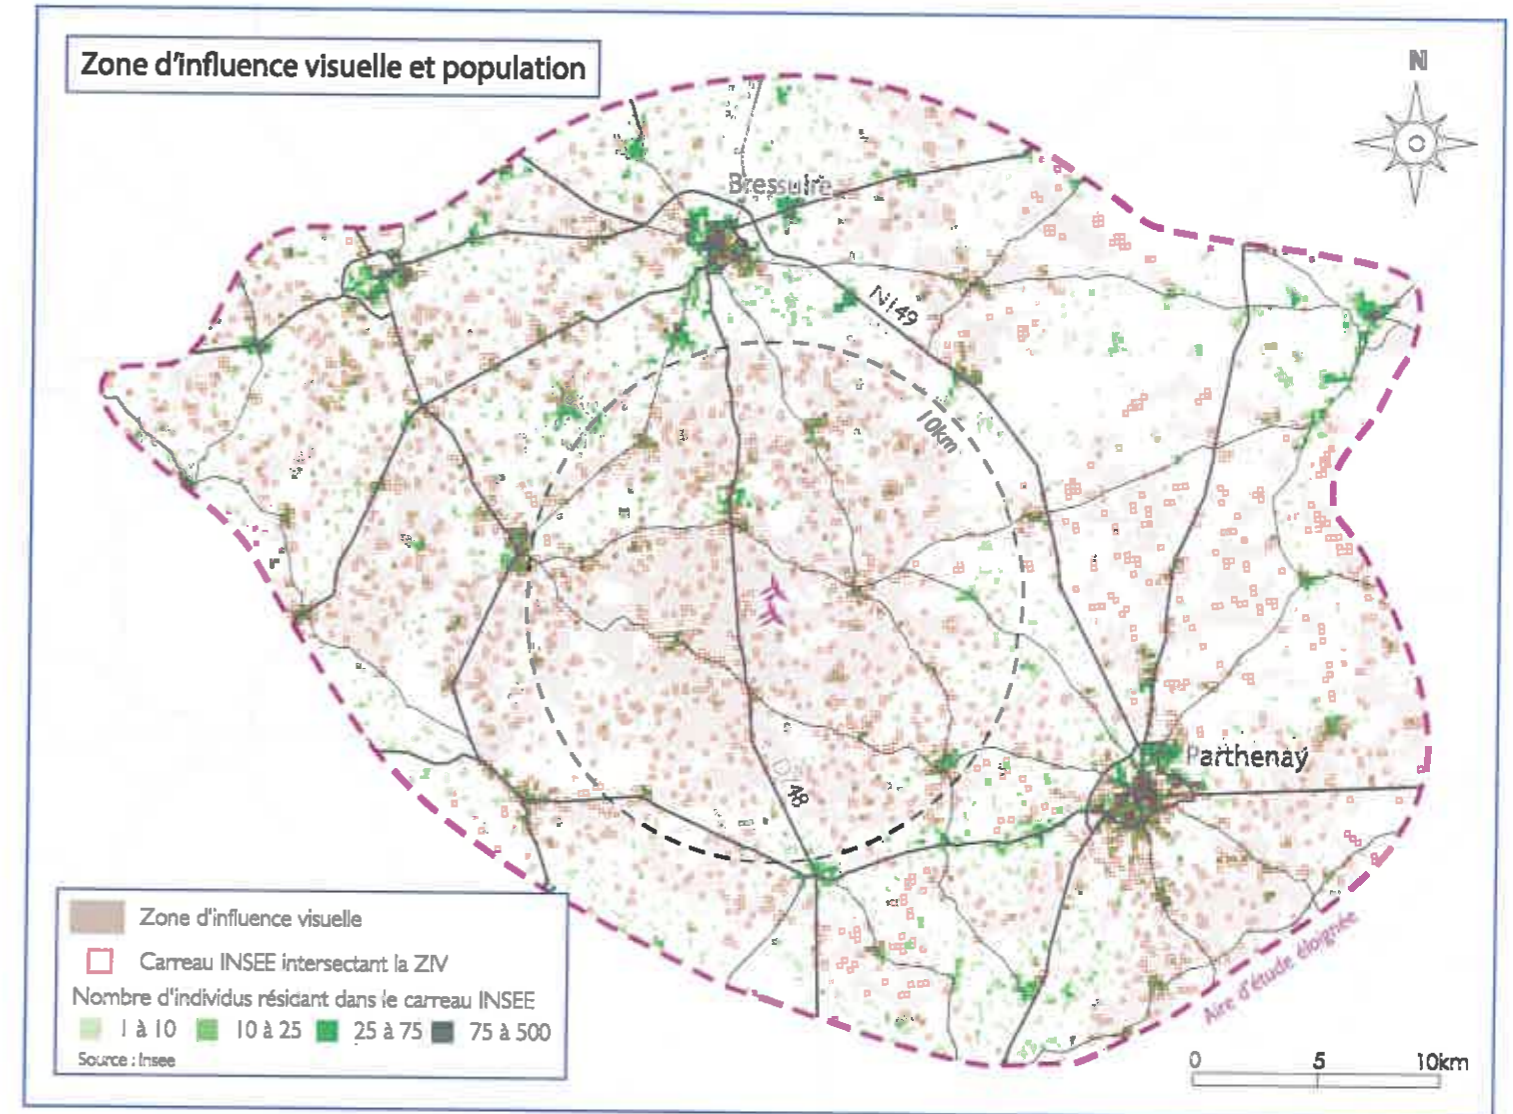 Zone d'influence visuelle et population
N
Bressuire
N149
10km
Parthenay
48
Zone d'influence visuelle
Carreau INSEE intersectant la ZIV
Nombre d'individus résidant dans le carreau INSEE
1 à 10
10 à 25
25 à 75
75 à 500
Source : Insee
Aire d'étude éloignée
0
5
10km